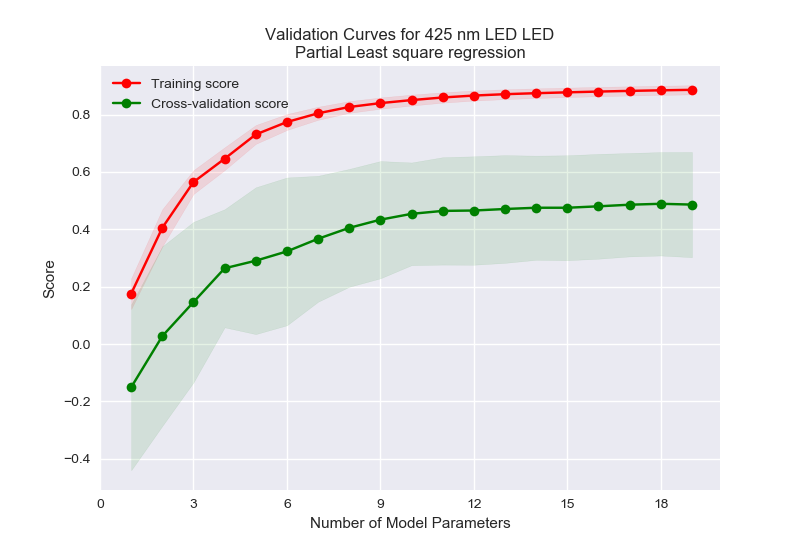 Validation Curves for 425 nm LED LED
Partial Least square regression
Training score
Cross-validation score
0.8
0.6
0.4
0.2
0.0
−0.2
−0.4
Score
0 3 6 9 12 15 18
Number of Model Parameters